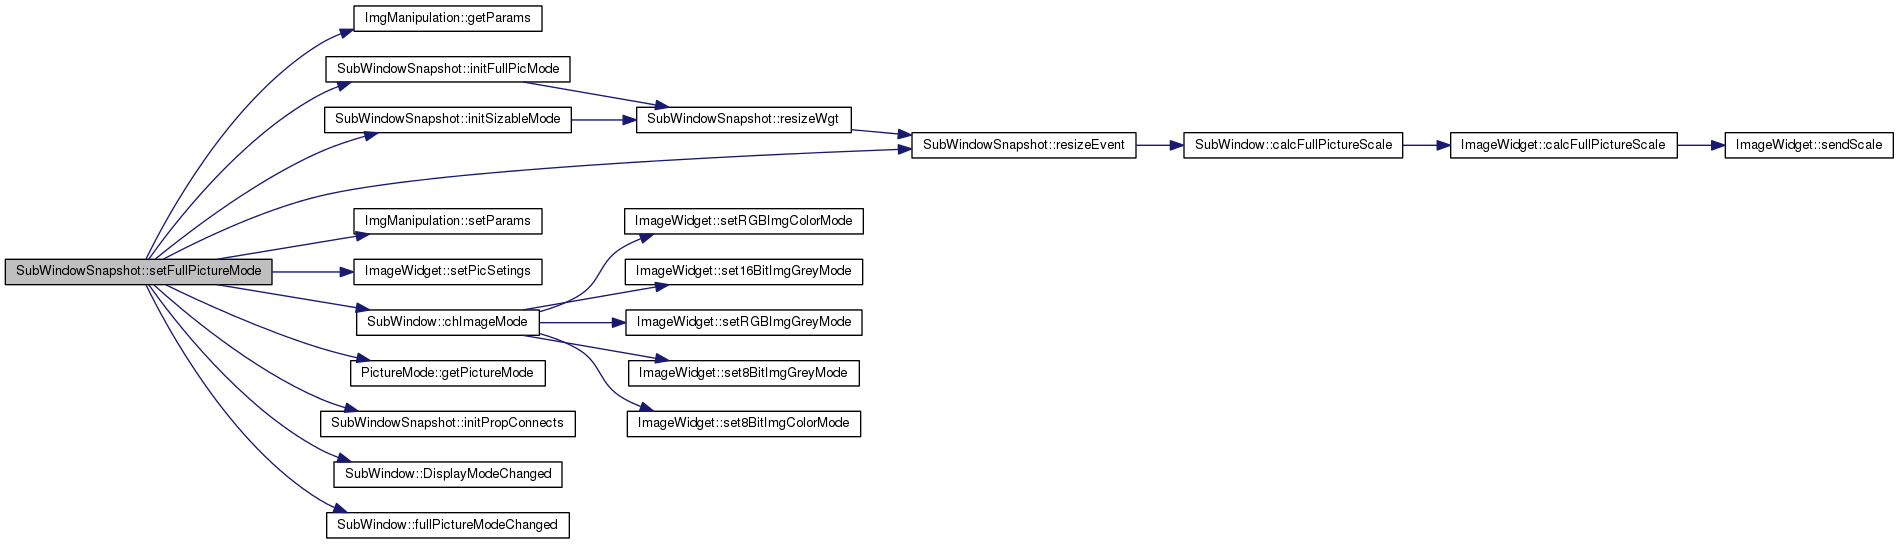 ImgManipulation::getParams
SubWindowSnapshot::initFullPicMode
SubWindowSnapshot::initSizableMode
SubWindowSnapshot::resizeWgt
SubWindowSnapshot::resizeEvent
SubWindow::calcFullPictureScale
ImageWidget::calcFullPictureScale
ImageWidget::sendScale
ImgManipulation::setParams
ImageWidget::setRGBImgColorMode
SubWindowSnapshot::setFullPictureMode
ImageWidget::setPicSetings
ImageWidget::set16BitImgGreyMode
SubWindow::chImageMode
ImageWidget::setRGBImgGreyMode
PictureMode::getPictureMode
ImageWidget::set8BitImgGreyMode
SubWindowSnapshot::initPropConnects
ImageWidget::set8BitImgColorMode
SubWindow::DisplayModeChanged
SubWindow::fullPictureModeChanged